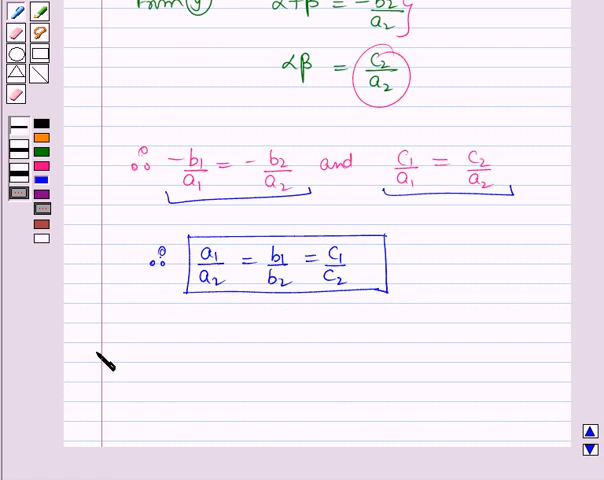 From (y) α+β = -b2/a2 }
αβ = c2/a2
∴ -b1/a1 = - b2/a2 and c1/a1 = c2/a2
∴ a1/a2 = b1/b2 = c1/c2